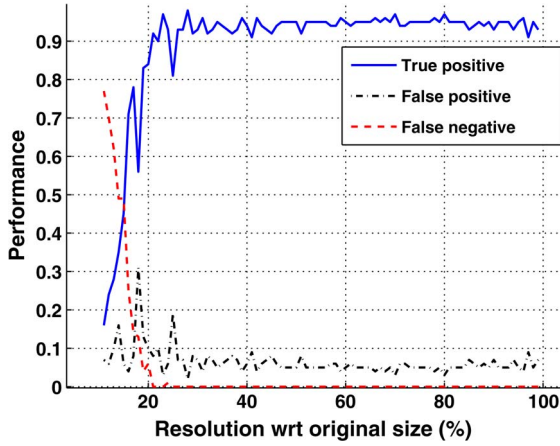 Performance
0.9
0.8
0.7
0.6
0.5
0.4
0.3
0.2
0.1
0
True positive
False positive
False negative
20 40 60 80 100
Resolution wrt original size (%)